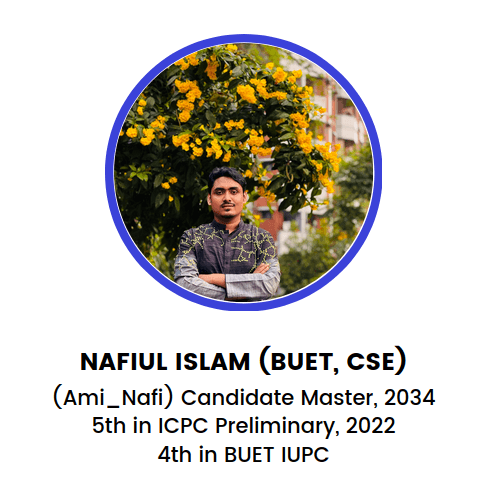 NAFIUL ISLAM (BUET, CSE)
(Ami_Nafi) Candidate Master, 2034
5th in ICPC Preliminary, 2022
4th in BUET IUPC